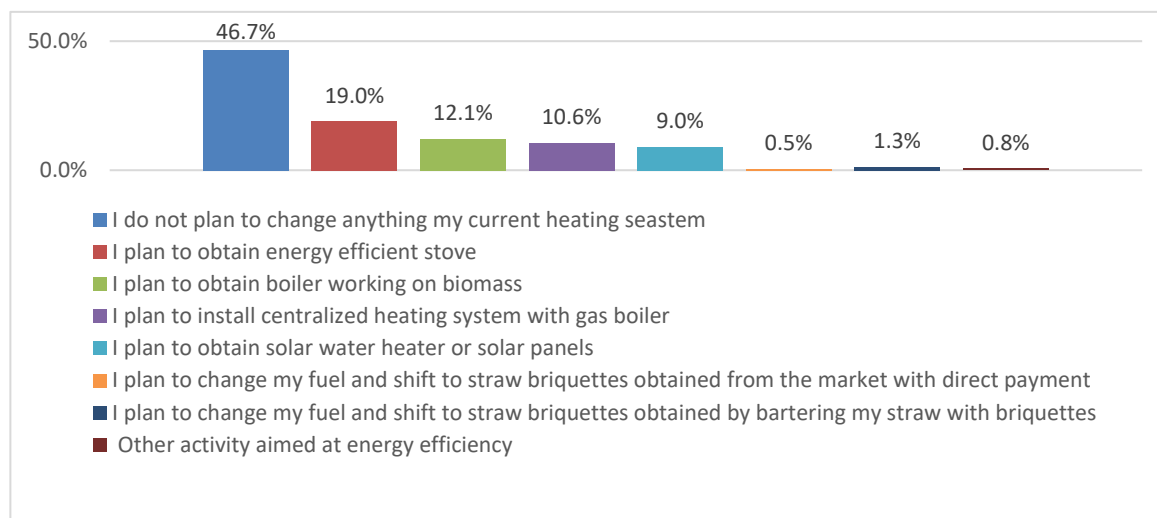 50.0%
46.7%
19.0%
12.1%
10.6%
9.0%
0.5%
1.3%
0.8%
0.0%
I do not plan to change anything my current heating seastem
I plan to obtain energy efficient stove
I plan to obtain boiler working on biomass
I plan to install centralized heating system with gas boiler
I plan to obtain solar water heater or solar panels
I plan to change my fuel and shift to straw briquettes obtained from the market with direct payment
I plan to change my fuel and shift to straw briquettes obtained by bartering my straw with briquettes
Other activity aimed at energy efficiency